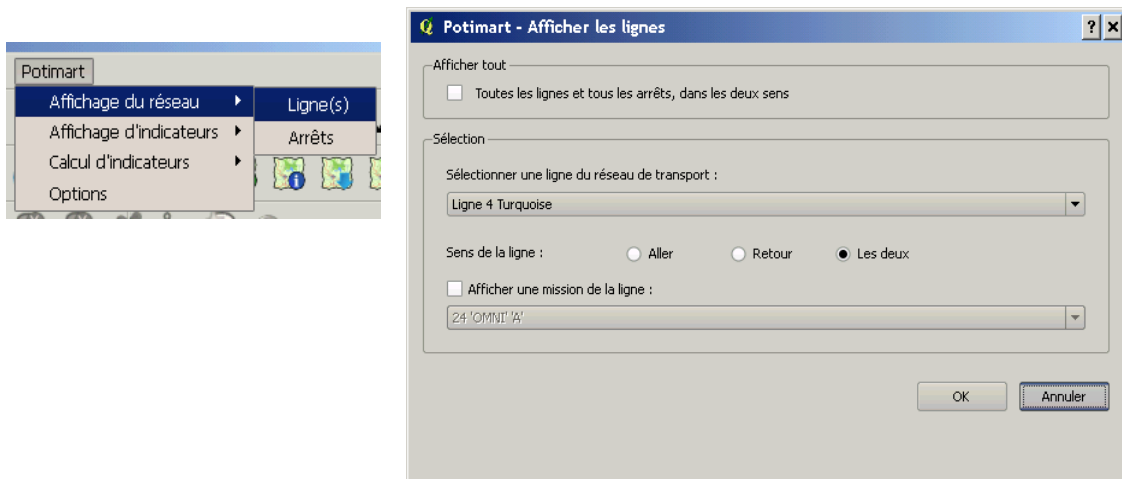 Potimart
Affichage du réseau
Affichage d'indicateurs
Calcul d'indicateurs
Options
Ligne(s)
Arrêts
Potimart - Afficher les lignes
Afficher tout
Toutes les lignes et tous les arrêts, dans les deux sens
Sélection
Sélectionner une ligne du réseau de transport :
Ligne 4 Turquoise
Sens de la ligne : Aller Retour Les deux
Afficher une mission de la ligne :
24 'OMNI' 'A'
OK Annuler